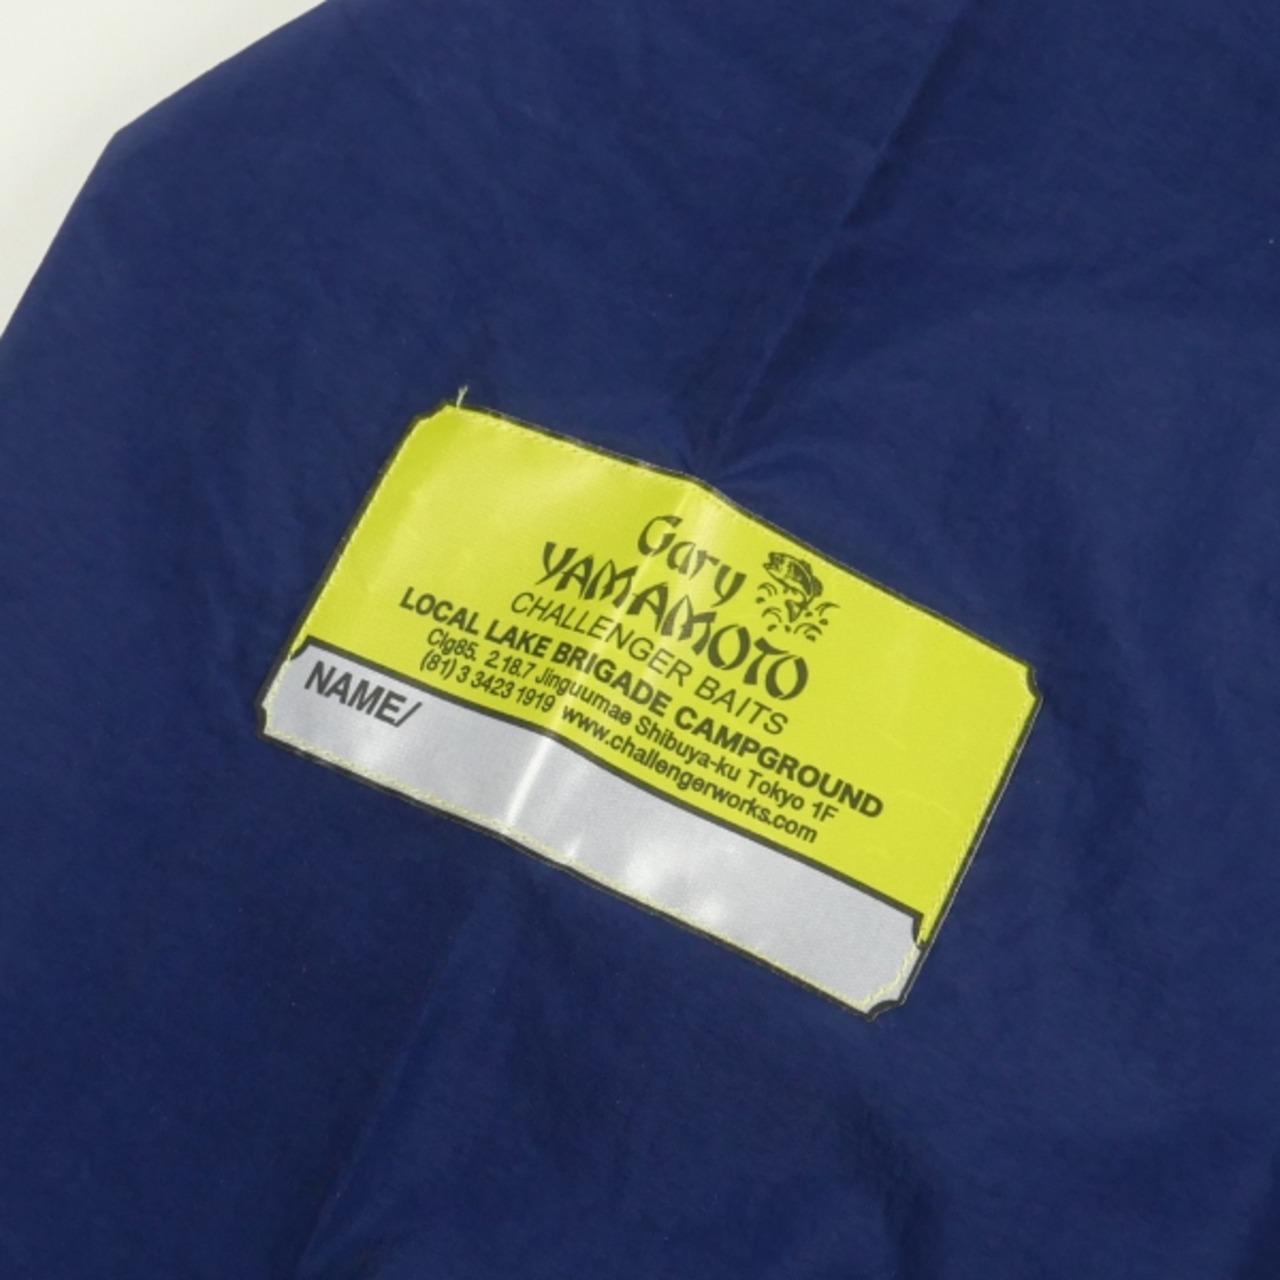 Gary
YAMAMOTO
CHALLENGER BAITS
LOCAL LAKE BRIGADE CAMPGROUND
Clg85. 2.18.7 Jinguumae Shibuya-ku Tokyo 1F
(81) 3 3423 1919 www.challengerworks.com
NAME/